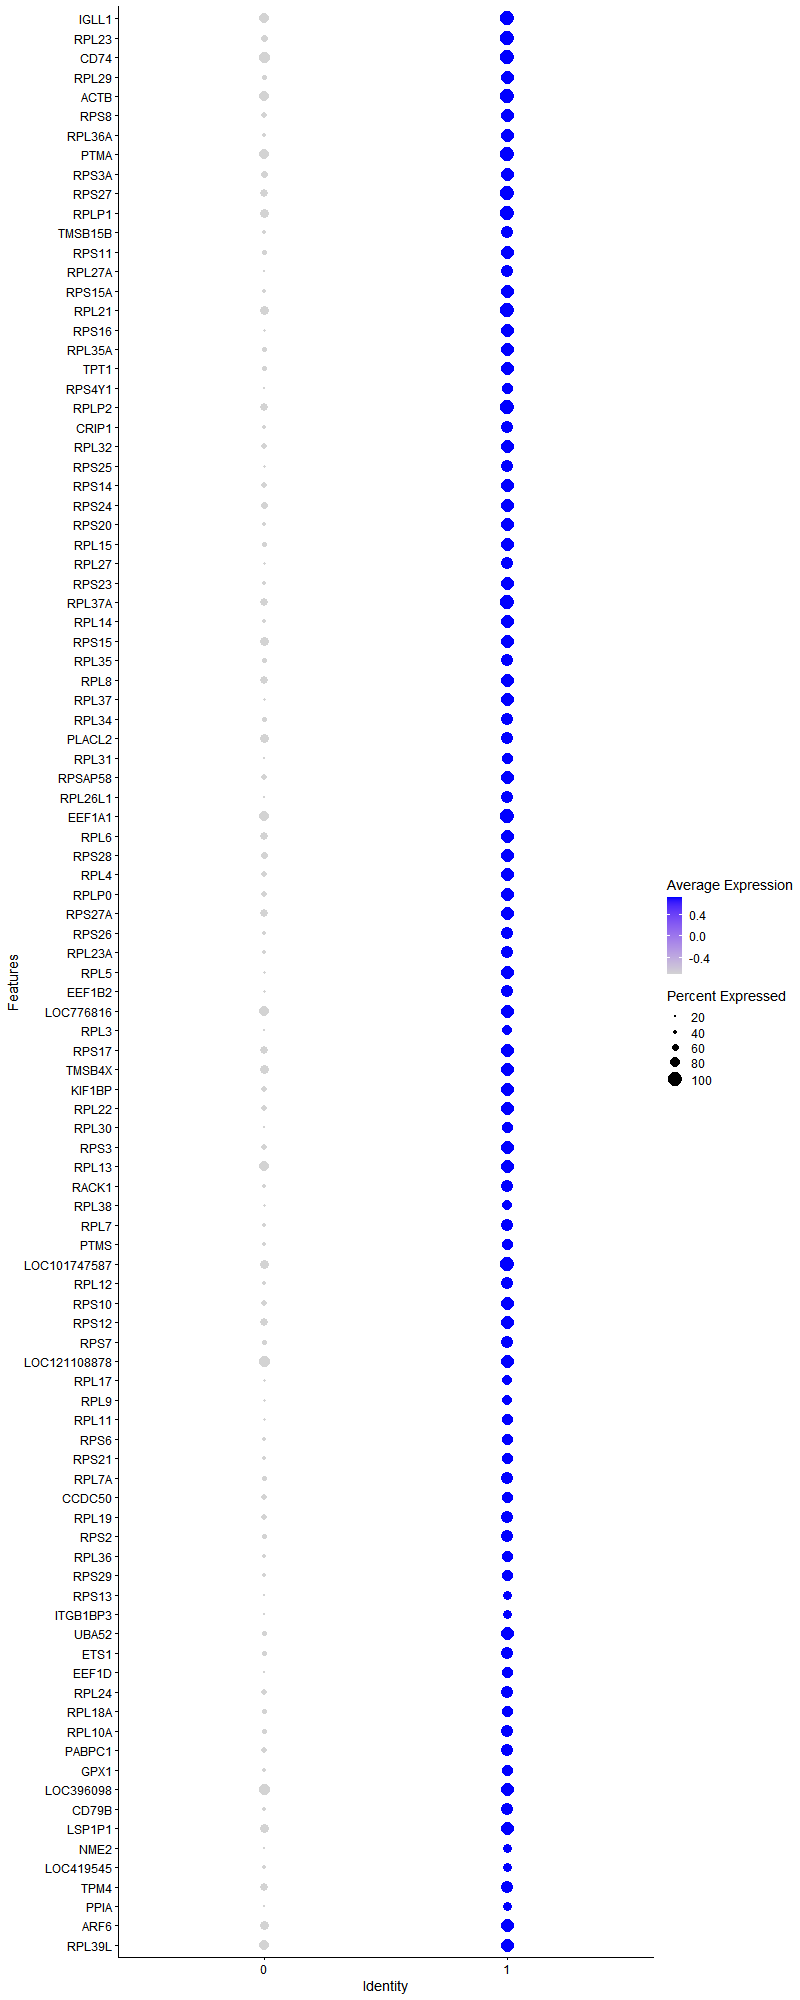 IGLL1
RPL23
CD74
RPL29
ACTB
RPS8
RPL36A
PTMA
RPS3A
RPS27
RPLP1
TMSB15B
RPS11
RPL27A
RPS15A
RPL21
RPS16
RPL35A
TPT1
RPS4Y1
RPLP2
CRIP1
RPL32
RPS25
RPS14
RPS24
RPS20
RPL15
RPL27
RPS23
RPL37A
RPL14
RPS15
RPL35
RPL8
RPL37
RPL34
PLACL2
RPL31
RPSAP58
RPL26L1
EEF1A1
RPL6
RPS28
RPL4
RPLP0
RPS27A
RPS26
RPL23A
RPL5
EEF1B2
LOC776816
RPL3
RPS17
TMSB4X
KIF1BP
RPL22
RPL30
RPS3
RPL13
RACK1
RPL38
RPL7
PTMS
LOC101747587
RPL12
RPS10
RPS12
RPS7
LOC121108878
RPL17
RPL9
RPL11
RPS6
RPS21
RPL7A
CCDC50
RPL19
RPS2
RPL36
RPS29
RPS13
ITGB1BP3
UBA52
ETS1
EEF1D
RPL24
RPL18A
RPL10A
PABPC1
GPX1
LOC396098
CD79B
LSP1P1
NME2
LOC419545
TPM4
PPIA
ARF6
RPL39L
Features
0
1
Identity
Average Expression
0.4
0.0
-0.4
Percent Expressed
20
40
60
80
100